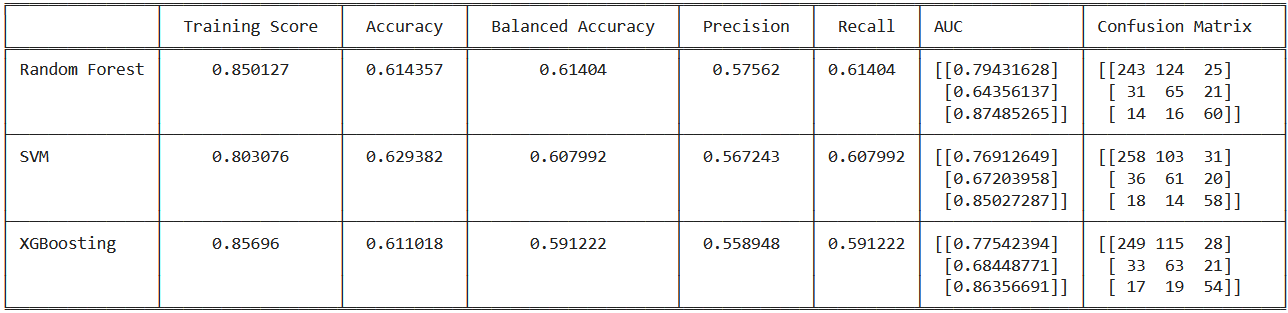 Training Score Accuracy Balanced Accuracy Precision Recall AUC Confusion Matrix
Random Forest 0.850127 0.614357 0.61404 0.57562 0.61404 [[0.79431628] [[243 124 25]
[0.64356137] [ 31 65 21]
[0.87485265]] [ 14 16 60]]
SVM 0.803076 0.629382 0.607992 0.567243 0.607992 [[0.76912649] [[258 103 31]
[0.67203958] [ 36 61 20]
[0.85027287]] [ 18 14 58]]
XGBoosting 0.85696 0.611018 0.591222 0.558948 0.591222 [[0.77542394] [[249 115 28]
[0.68448771] [ 33 63 21]
[0.86356691]] [ 17 19 54]]